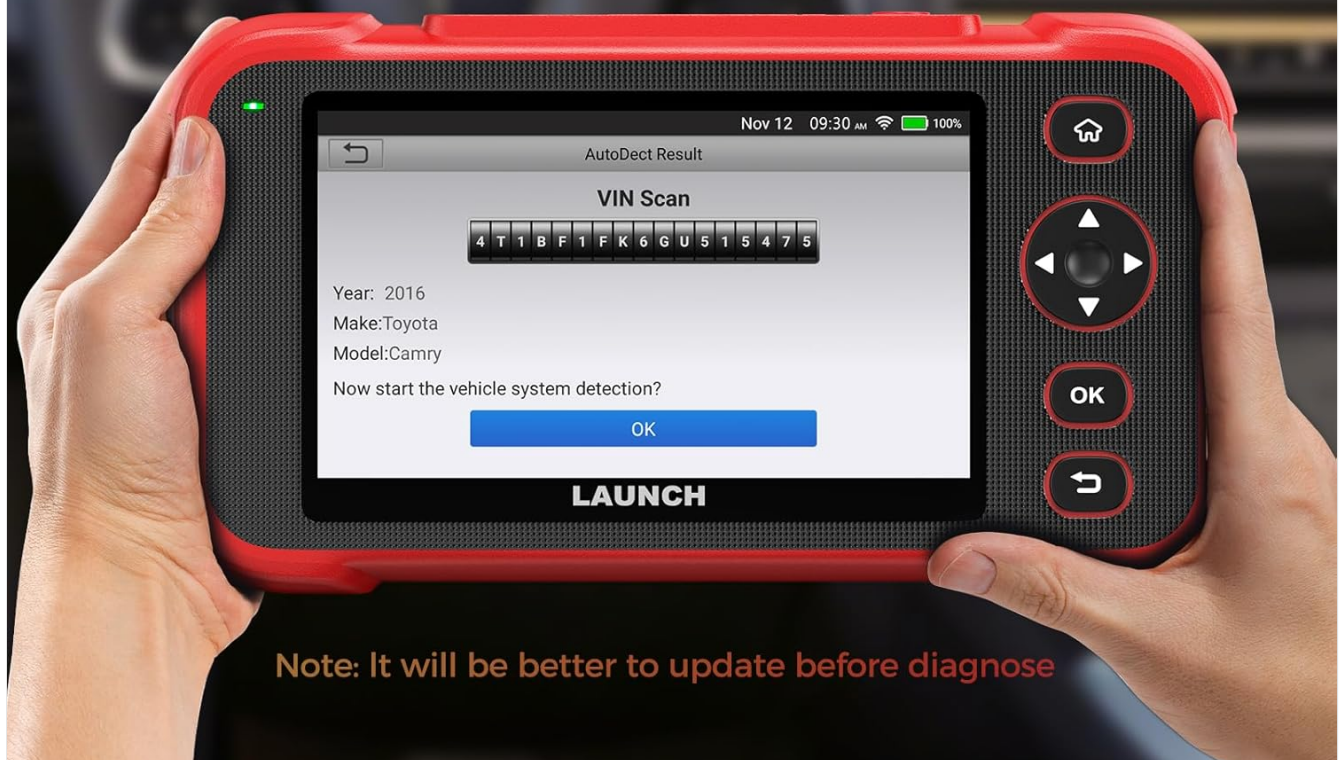 Nov 12 09:30 AM 100%
AutoDect Result
VIN Scan
4T1BF1FK6GU515475
Year: 2016
Make:Toyota
Model:Camry
Now start the vehicle system detection?
OK
OK
LAUNCH
Note: It will be better to update before diagnose